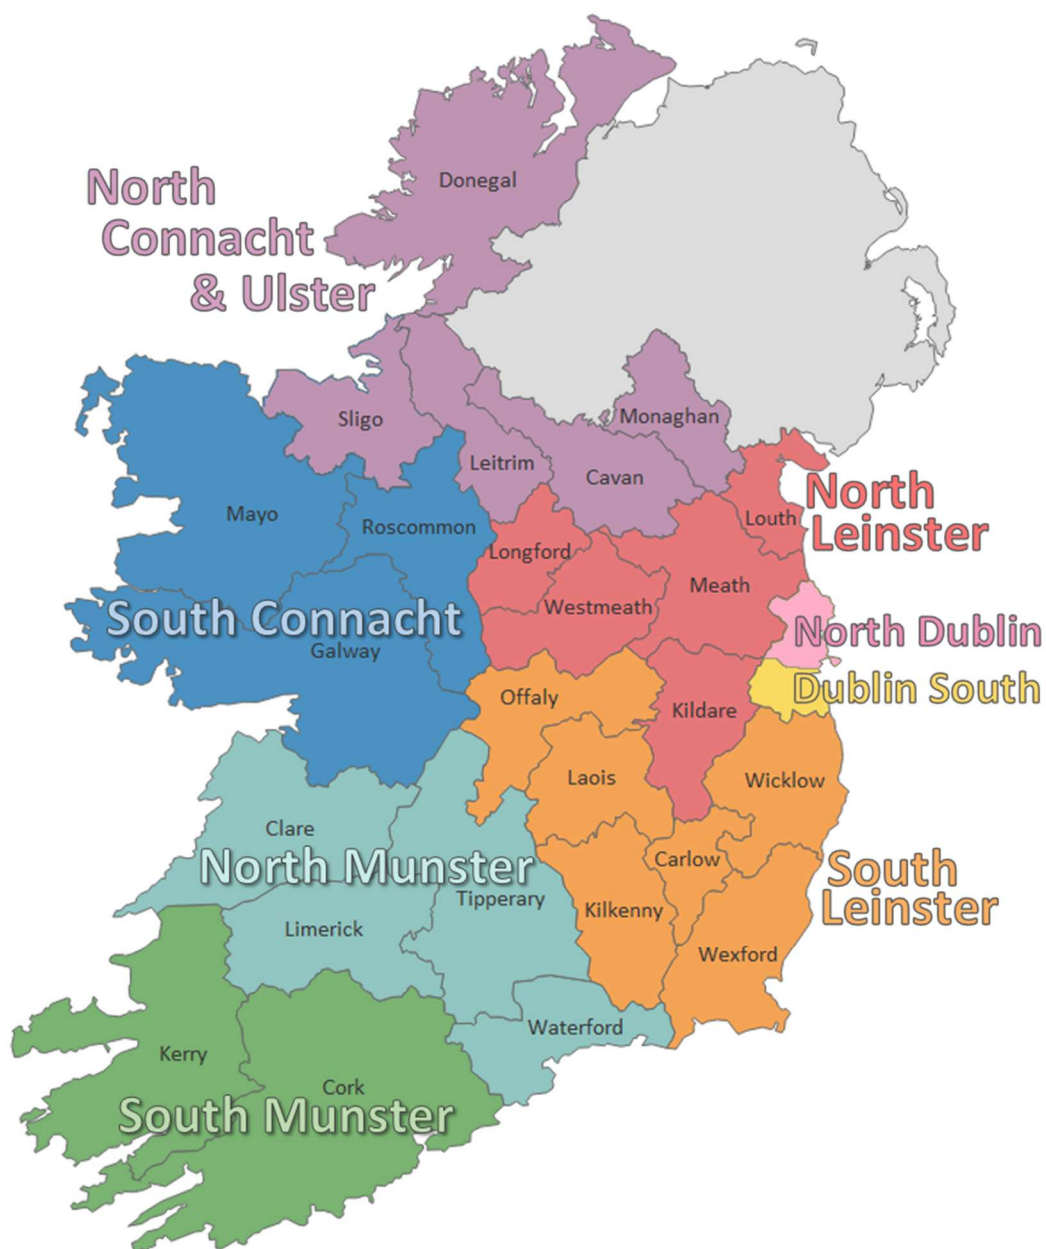 Donegal
North
Connacht
& Ulster
Monaghan
Sligo
Leitrim
Cavan
North
Leinster
Mayo
Roscommon
Louth
Longford
Meath
Westmeath
South Connacht
North Dublin
Galway
Dublin South
Offaly
Kildare
Laois
Wicklow
Clare
North Munster
Carlow
South
Leinster
Tipperary
Kilkenny
Limerick
Wexford
Waterford
Kerry
Cork
South Munster